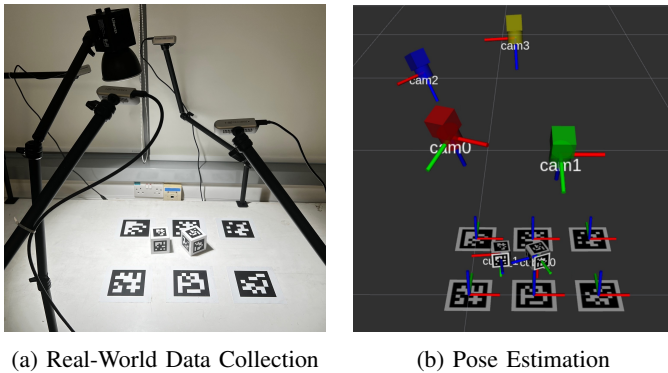 cam3
cam2
cam0
cam1
(a) Real-World Data Collection
(b) Pose Estimation